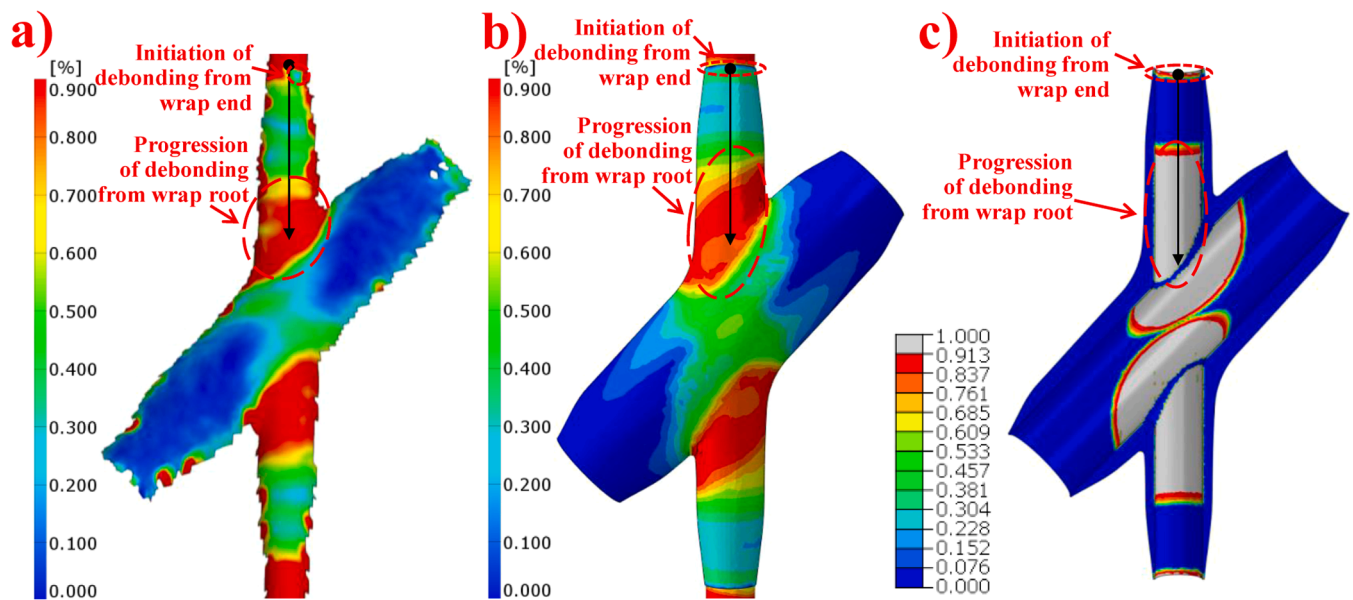 a)
Initiation of
debonding from
wrap end
Progression
of debonding
from wrap root
[%]
0.900
0.800
0.700
0.600
0.500
0.400
0.300
0.200
0.100
0.000
b)
Initiation of
debonding from
wrap end
Progression
of debonding
from wrap root
[%]
0.900
0.800
0.700
0.600
0.500
0.400
0.300
0.200
0.100
0.000
c)
Initiation of
debonding from
wrap end
Progression
of debonding
from wrap root
1.000
0.913
0.837
0.761
0.685
0.609
0.533
0.457
0.381
0.304
0.228
0.152
0.076
0.000